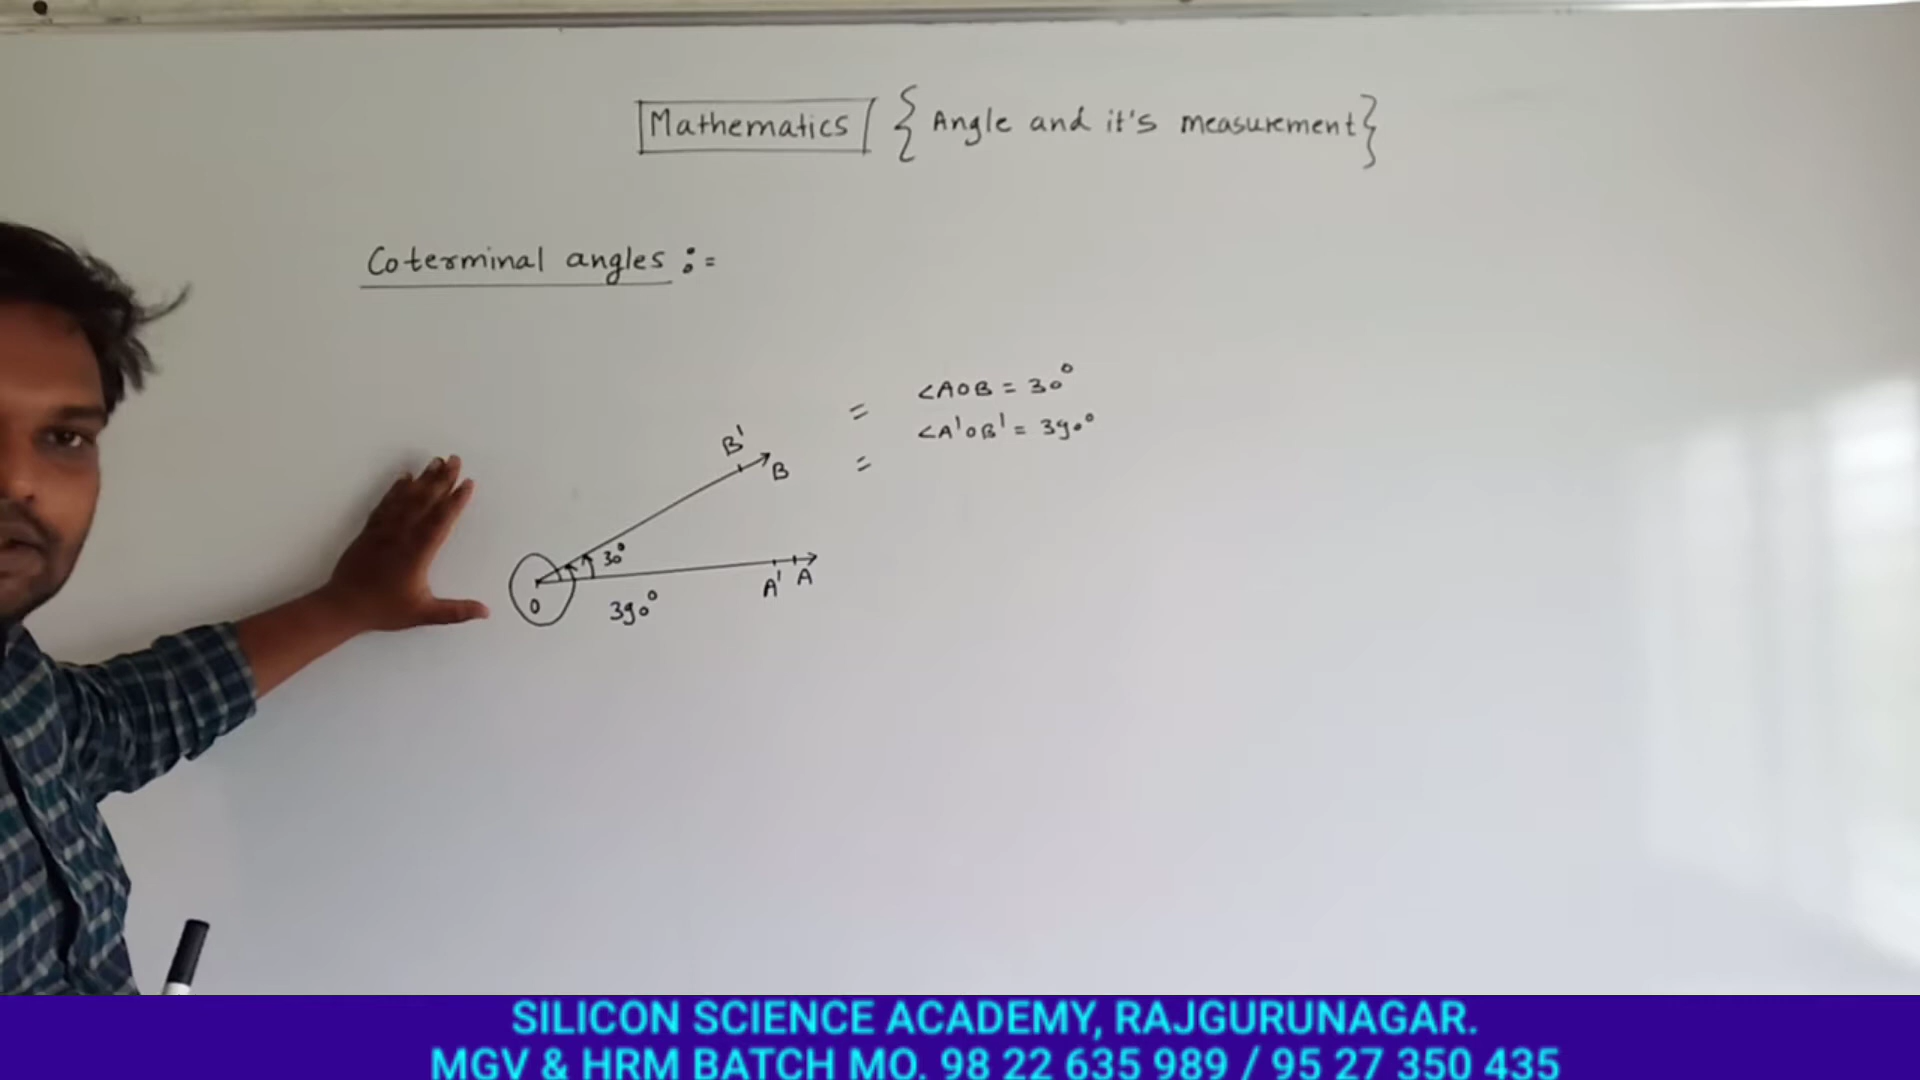 Mathematics { Angle and it's measurement }
Coterminal angles :=
= ∠AOB = 30°
∠A'OB' = 390°
=
B'
B
30°
O
390°
A' A
SILICON SCIENCE ACADEMY, RAJGURUNAGAR.
MGV & HRM BATCH MO. 98 22 635 989 / 95 27 350 435